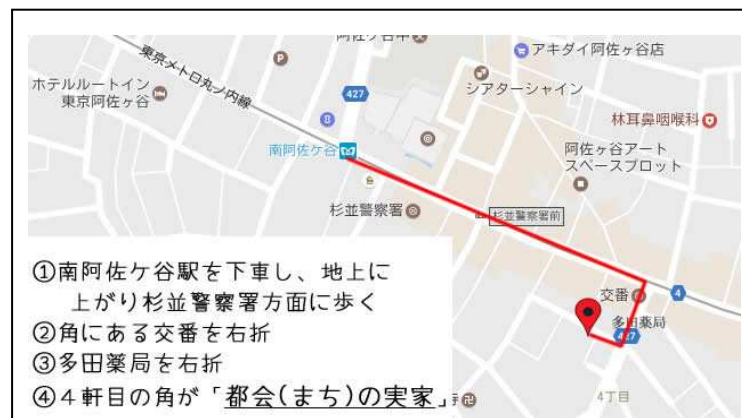 阿佐ケ谷中
アキダイ阿佐ヶ谷店
東京メトロ丸ノ内線
ホテルルートイン
東京阿佐ヶ谷
シアターシャイン
427
林耳鼻咽喉科
南阿佐ケ谷
阿佐ヶ谷アート
スペースプロット
杉並警察署
杉並警察署前
交番
4
多田薬局
427
4丁目
①南阿佐ケ谷駅を下車し、地上に
上がり杉並警察署方面に歩く
②角にある交番を右折
③多田薬局を右折
④4軒目の角が「都会(まち)の実家」